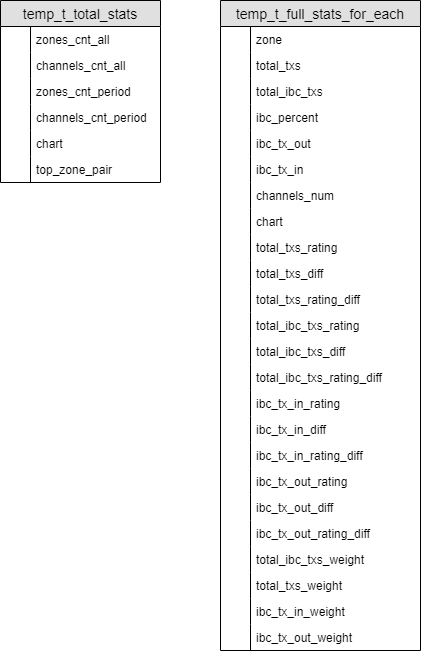 temp_t_total_stats
zones_cnt_all
channels_cnt_all
zones_cnt_period
channels_cnt_period
chart
top_zone_pair
temp_t_full_stats_for_each
zone
total_txs
total_ibc_txs
ibc_percent
ibc_tx_out
ibc_tx_in
channels_num
chart
total_txs_rating
total_txs_diff
total_txs_rating_diff
total_ibc_txs_rating
total_ibc_txs_diff
total_ibc_txs_rating_diff
ibc_tx_in_rating
ibc_tx_in_diff
ibc_tx_in_rating_diff
ibc_tx_out_rating
ibc_tx_out_diff
ibc_tx_out_rating_diff
total_ibc_txs_weight
total_txs_weight
ibc_tx_in_weight
ibc_tx_out_weight